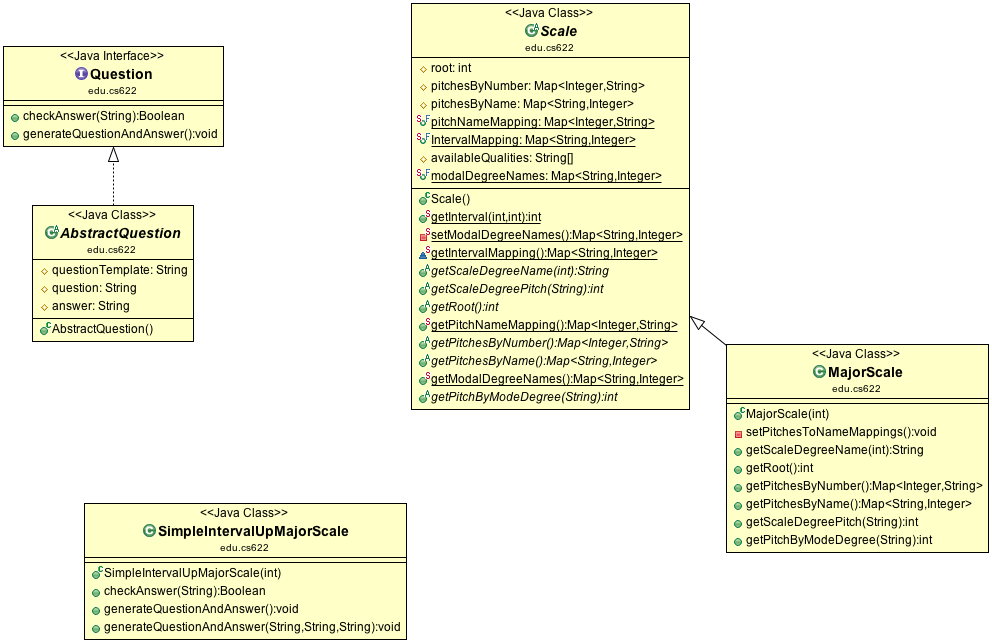 <<Java Interface>>
Question
edu.cs622
checkAnswer(String):Boolean
generateQuestionAndAnswer():void
<<Java Class>>
AbstractQuestion
edu.cs622
questionTemplate: String
question: String
answer: String
AbstractQuestion()
<<Java Class>>
Scale
edu.cs622
root: int
pitchesByNumber: Map<Integer,String>
pitchesByName: Map<String,Integer>
pitchNameMapping: Map<Integer,String>
IntervalMapping: Map<String,Integer>
availableQualities: String[]
modalDegreeNames: Map<String,Integer>
Scale()
getInterval(int,int):int
setModalDegreeNames():Map<String,Integer>
getIntervalMapping():Map<String,Integer>
getScaleDegreeName(int):String
getScaleDegreePitch(String):int
getRoot():int
getPitchNameMapping():Map<Integer,String>
getPitchesByNumber():Map<Integer,String>
getPitchesByName():Map<String,Integer>
getModalDegreeNames():Map<String,Integer>
getPitchByModeDegree(String):int
<<Java Class>>
MajorScale
edu.cs622
MajorScale(int)
setPitchesToNameMappings():void
getScaleDegreeName(int):String
getRoot():int
getPitchesByNumber():Map<Integer,String>
getPitchesByName():Map<String,Integer>
getScaleDegreePitch(String):int
getPitchByModeDegree(String):int
<<Java Class>>
SimpleIntervalUpMajorScale
edu.cs622
SimpleIntervalUpMajorScale(int)
checkAnswer(String):Boolean
generateQuestionAndAnswer():void
generateQuestionAndAnswer(String,String,String):void